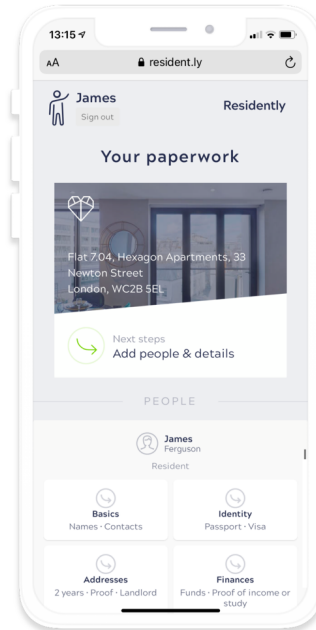 13:15
AA resident.ly
James
Sign out
Residently
Your paperwork
Flat 7.04, Hexagon Apartments, 33
Newton Street
London, WC2B 5EL
Next steps
Add people & details
PEOPLE
James
Ferguson
Resident
Basics
Names · Contacts
Identity
Passport · Visa
Addresses
2 years · Proof · Landlord
Finances
Funds · Proof of income or
study